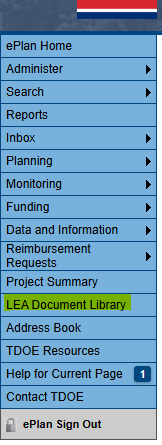 ePlan Home
Administer
Search
Reports
Inbox
Planning
Monitoring
Funding
Data and Information
Reimbursement
Requests
Project Summary
LEA Document Library
Address Book
TDOE Resources
Help for Current Page 1
Contact TDOE
ePlan Sign Out